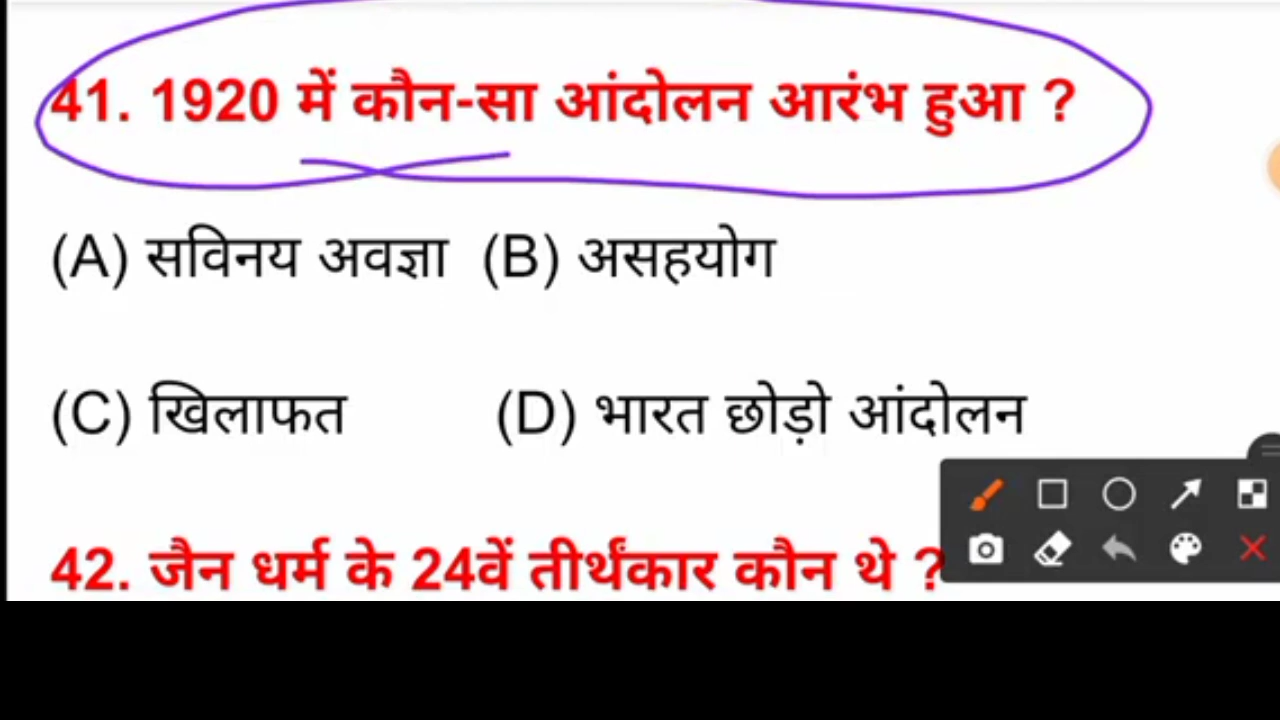 41. 1920 में कौन-सा आंदोलन आरंभ हुआ ?
(A) सविनय अवज्ञा (B) असहयोग
(C) खिलाफत (D) भारत छोड़ो आंदोलन
42. जैन धर्म के 24वें तीर्थंकार कौन थे ?